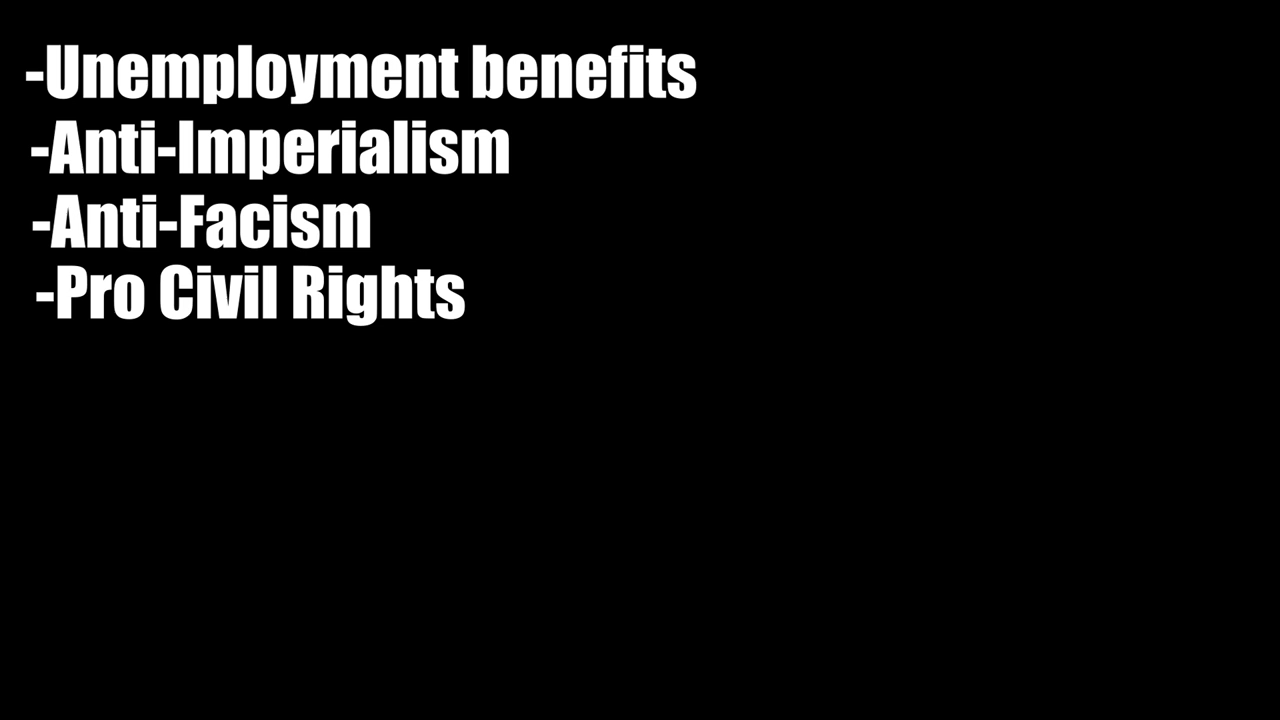 -Unemployment benefits
-Anti-Imperialism
-Anti-Facism
-Pro Civil Rights